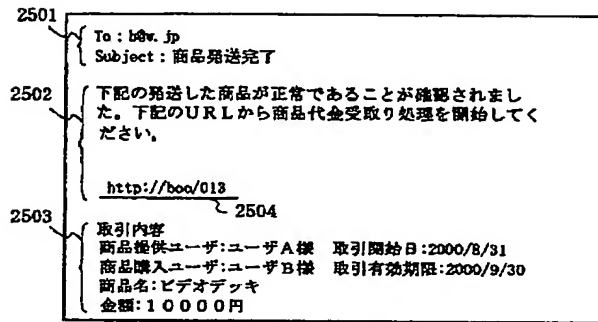 2501
To：b@w.jp
Subject：商品発送完了
2502
下記の発送した商品が正常であることが確認されまし
た。下記のＵＲＬから商品代金受取り処理を開始してく
ださい。
http://boo/013
2504
2503
取引内容
商品提供ユーザ:ユーザＡ様　取引開始日:2000/8/31
商品購入ユーザ:ユーザＢ様　取引有効期限:2000/9/30
商品名:ビデオデッキ
金額:１００００円